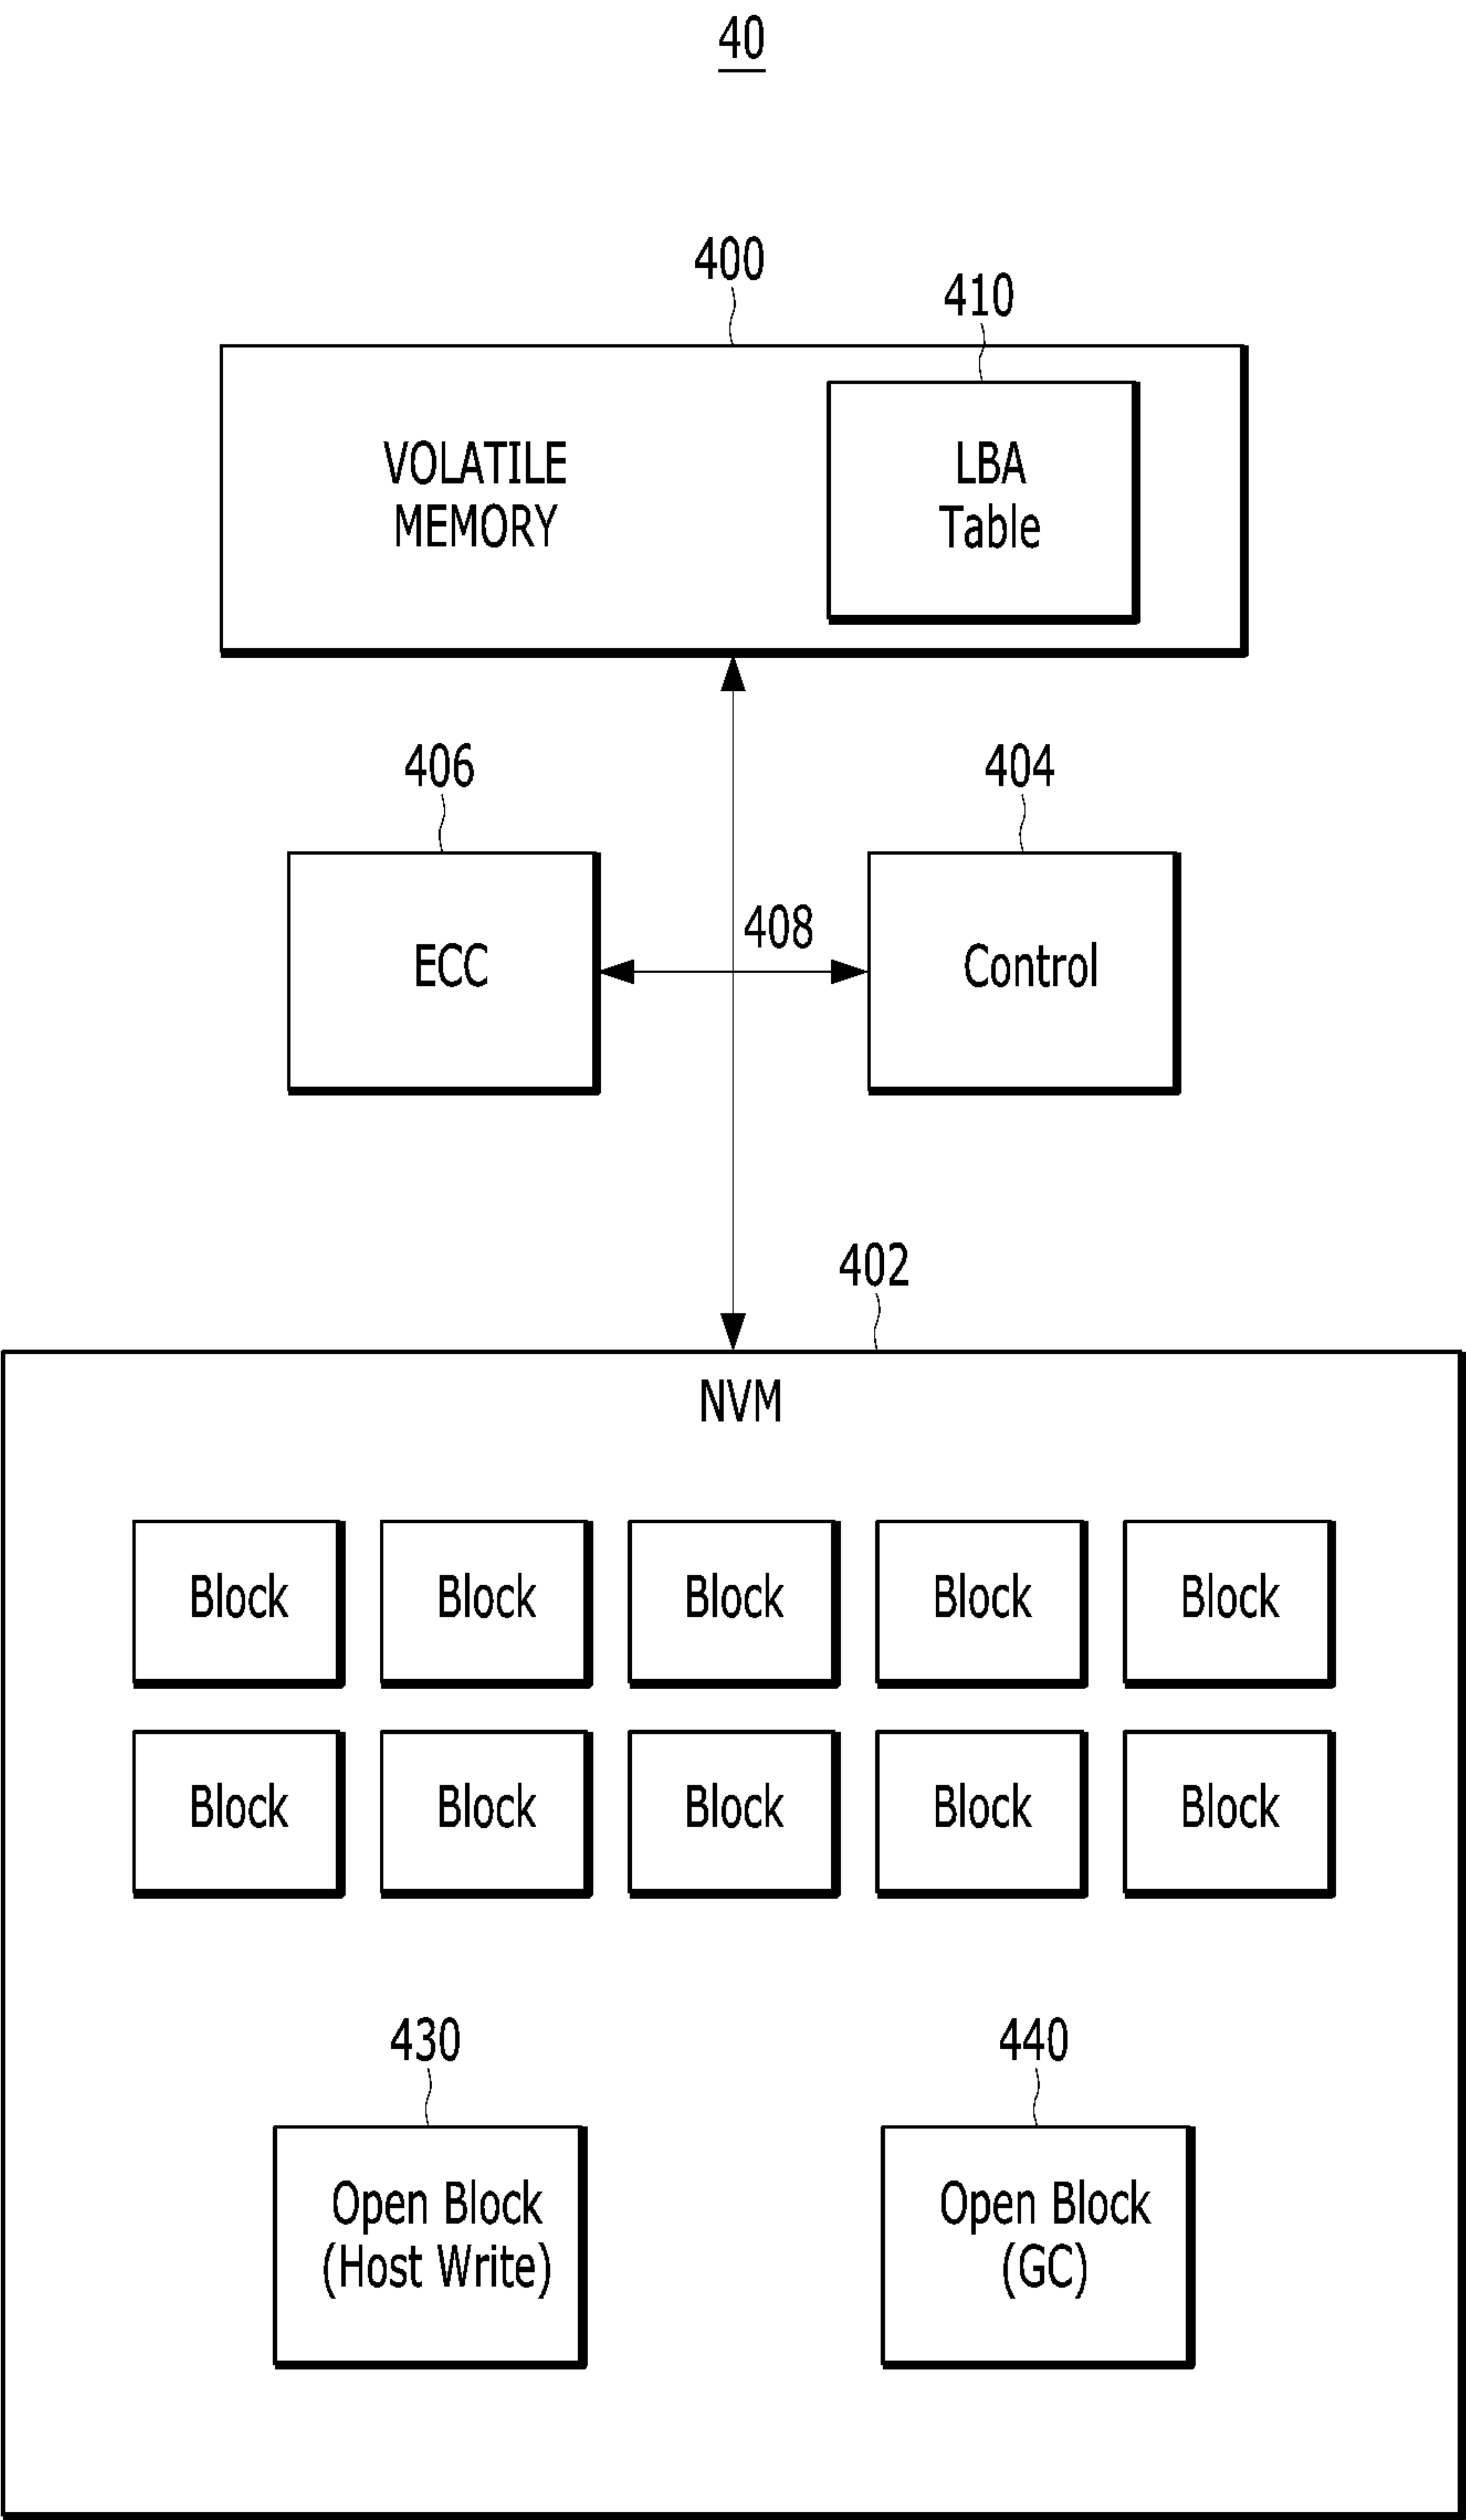 40
400
410
VOLATILE
MEMORY
LBA
Table
406
404
408
ECC
Control
402
NVM
Block Block Block Block Block
Block Block Block Block Block
430
440
Open Block
(Host Write)
Open Block
(GC)